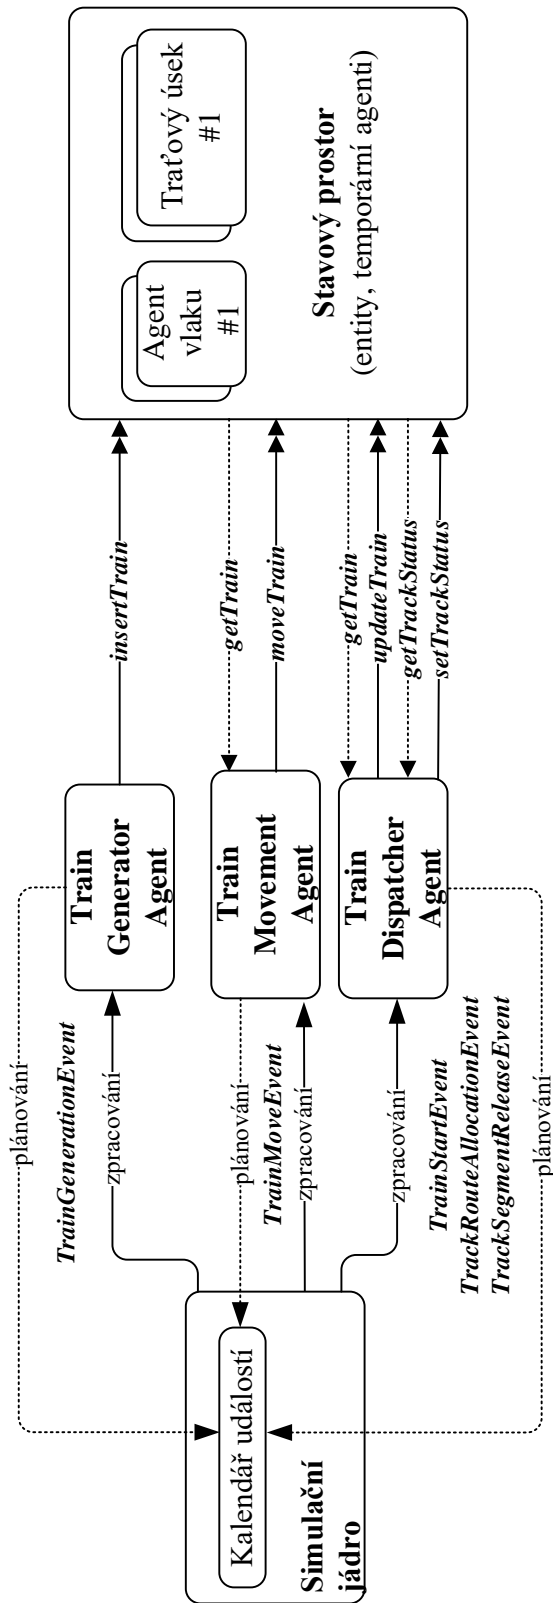 plánování
TrainGenerationEvent
zpracování
Train
Generator
Agent
insertTrain
plánování
TrainMoveEvent
zpracování
Train
Movement
Agent
getTrain
moveTrain
zpracování
TrainStartEvent
TrackRouteAllocationEvent
TrackSegmentReleaseEvent
plánování
Train
Dispatcher
Agent
getTrain
updateTrain
getTrackStatus
setTrackStatus
Kalendář událostí
Simulační
jádro
Agent
vlaku
#1
Traťový úsek
#1
Stavový prostor
(entity, temporární agenti)